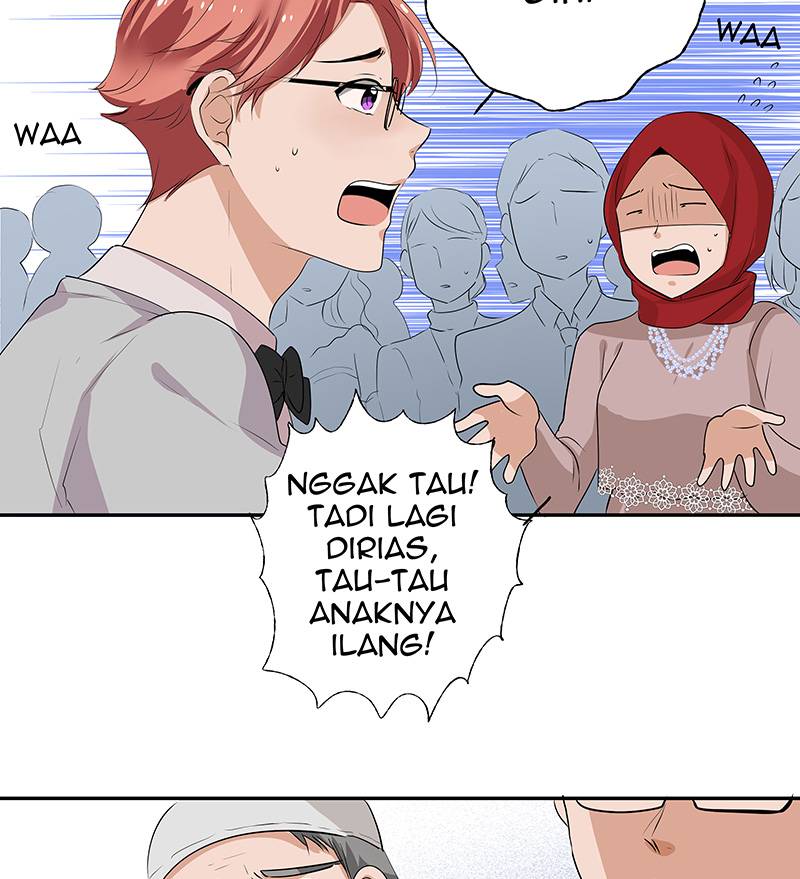 WAA
WAA
NGGAK TAU!
TADI LAGI
DIRIAS,
TAU-TAU
ANAKNYA
ILANG!